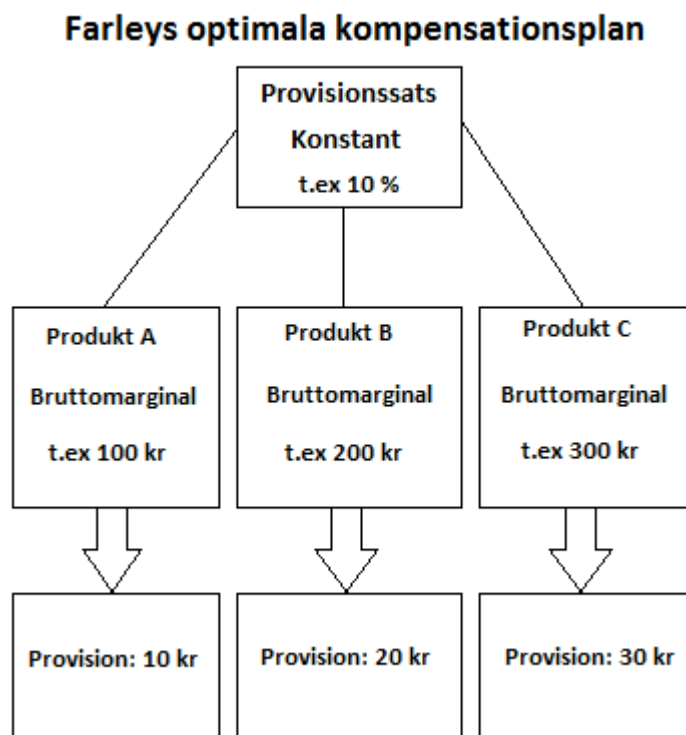 Farleys optimala kompensationsplan
Provisionssats
Konstant
t.ex 10 %
Produkt A
Bruttomarginal
t.ex 100 kr
Produkt B
Bruttomarginal
t.ex 200 kr
Produkt C
Bruttomarginal
t.ex 300 kr
Provision: 10 kr
Provision: 20 kr
Provision: 30 kr